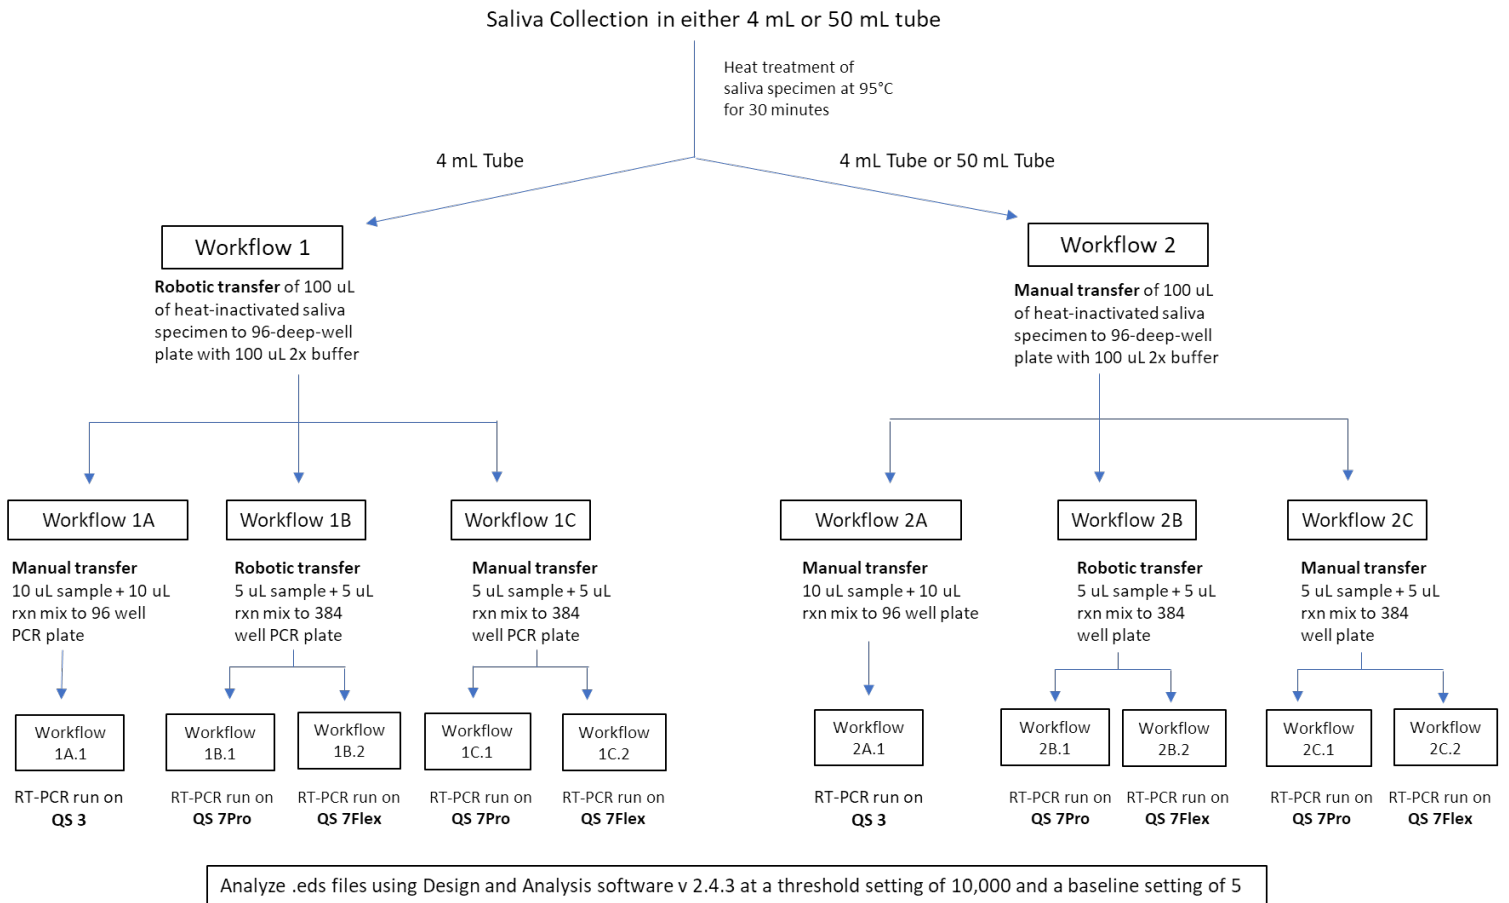 Saliva Collection in either 4 mL or 50 mL tube
Heat treatment of
saliva specimen at 95°C
for 30 minutes
4 mL Tube
4 mL Tube or 50 mL Tube
Workflow 1
Robotic transfer of 100 uL
of heat-inactivated saliva
specimen to 96-deep-well
plate with 100 uL 2x buffer
Workflow 2
Manual transfer of 100 uL
of heat-inactivated saliva
specimen to 96-deep-well
plate with 100 uL 2x buffer
Workflow 1A
Manual transfer
10 uL sample + 10 uL
rxn mix to 96 well
PCR plate
Workflow 1B
Robotic transfer
5 uL sample + 5 uL
rxn mix to 384
well PCR plate
Workflow 1C
Manual transfer
5 uL sample + 5 uL
rxn mix to 384
well PCR plate
Workflow 2A
Manual transfer
10 uL sample + 10 uL
rxn mix to 96 well plate
Workflow 2B
Robotic transfer
5 uL sample + 5 uL
rxn mix to 384
well plate
Workflow 2C
Manual transfer
5 uL sample + 5 uL
rxn mix to 384
well plate
Workflow
1A.1
RT-PCR run on
QS 3
Workflow
1B.1
RT-PCR run on
QS 7Pro
Workflow
1B.2
RT-PCR run on
QS 7Flex
Workflow
1C.1
RT-PCR run on
QS 7Pro
Workflow
1C.2
RT-PCR run on
QS 7Flex
Workflow
2A.1
RT-PCR run on
QS 3
Workflow
2B.1
RT-PCR run on
QS 7Pro
Workflow
2B.2
RT-PCR run on
QS 7Flex
Workflow
2C.1
RT-PCR run on
QS 7Pro
Workflow
2C.2
RT-PCR run on
QS 7Flex
Analyze .eds files using Design and Analysis software v 2.4.3 at a threshold setting of 10,000 and a baseline setting of 5